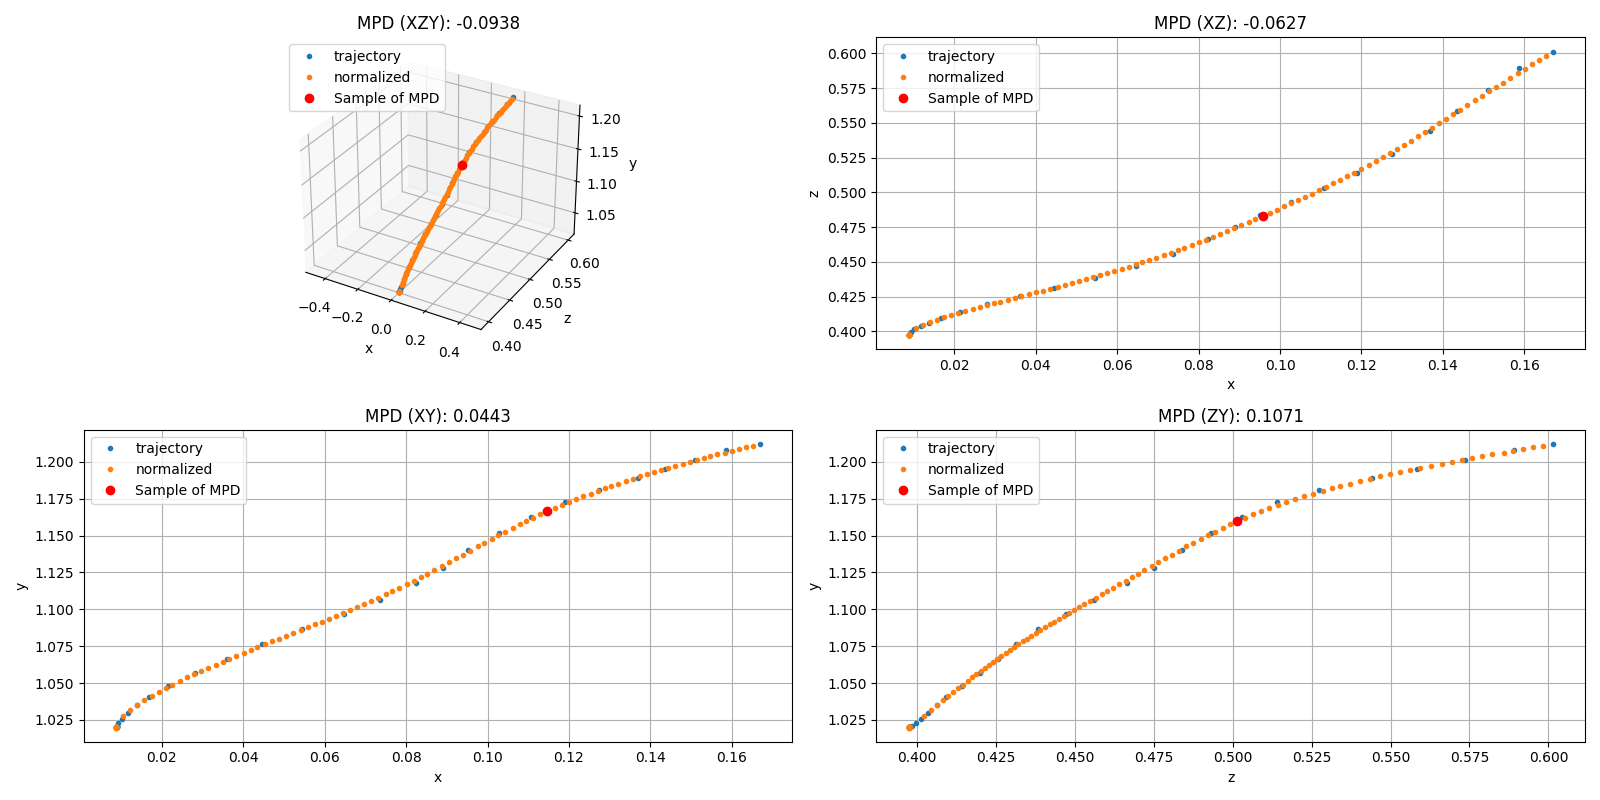 MPD (XZY): -0.0938
trajectory
normalized
Sample of MPD
1.20
1.15
1.10
1.05
y
0.60
0.55
0.50
0.45
0.40
z
−0.4
−0.2
0.0
0.2
0.4
x
MPD (XZ): -0.0627
trajectory
normalized
Sample of MPD
0.600
0.575
0.550
0.525
0.500
0.475
0.450
0.425
0.400
z
0.02 0.04 0.06 0.08 0.10 0.12 0.14 0.16
x
MPD (XY): 0.0443
trajectory
normalized
Sample of MPD
1.200
1.175
1.150
1.125
1.100
1.075
1.050
1.025
y
0.02 0.04 0.06 0.08 0.10 0.12 0.14 0.16
x
MPD (ZY): 0.1071
trajectory
normalized
Sample of MPD
1.200
1.175
1.150
1.125
1.100
1.075
1.050
1.025
y
0.400 0.425 0.450 0.475 0.500 0.525 0.550 0.575 0.600
z